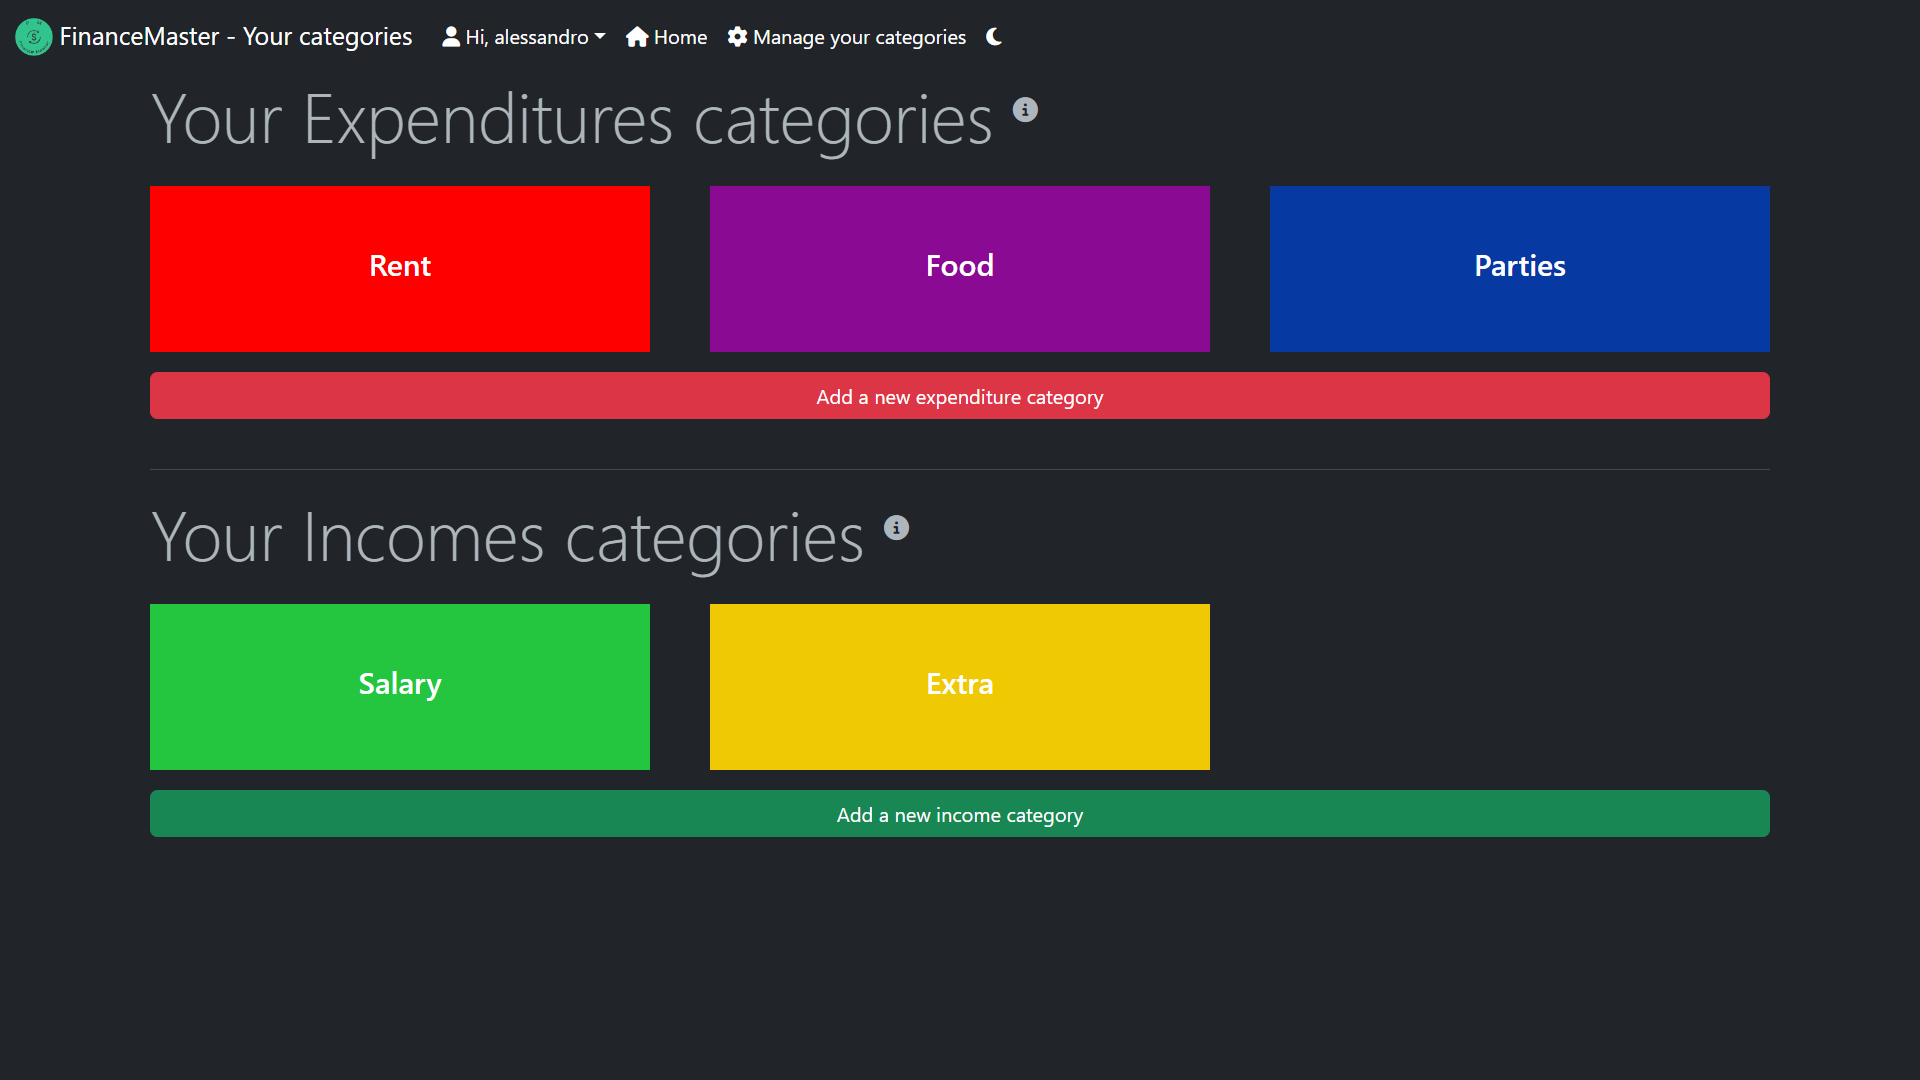 FinanceMaster - Your categories Hi, alessandro Home Manage your categories
Your Expenditures categories
Rent Food Parties
Add a new expenditure category
Your Incomes categories
Salary Extra
Add a new income category